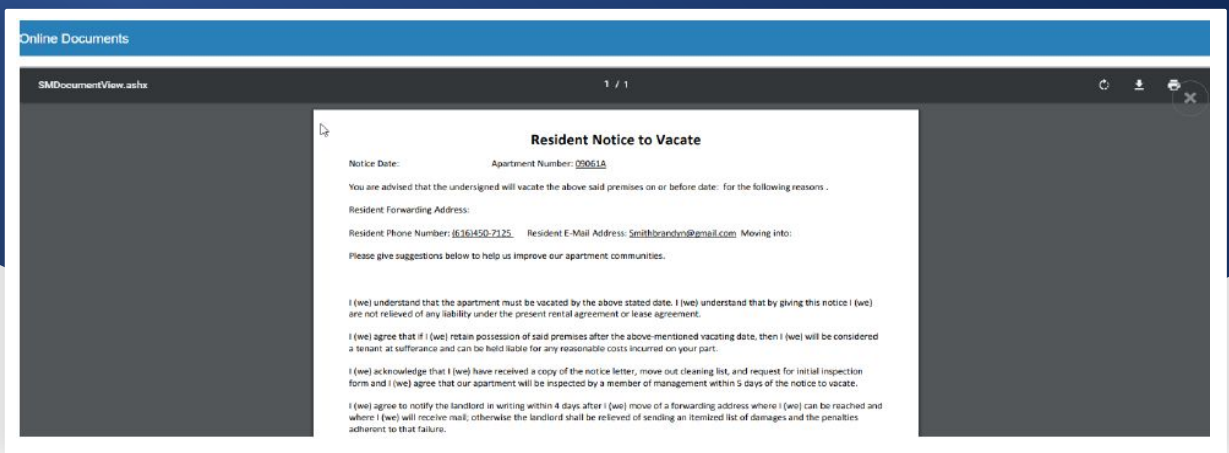 Online Documents
SMDocumentView.ashx
1 / 1
Resident Notice to Vacate
Notice Date: Apartment Number: 09061A
You are advised that the undersigned will vacate the above said premises on or before date: for the following reasons .
Resident Forwarding Address:
Resident Phone Number: (616)450-7125 Resident E-Mail Address: Smithbrandyn@gmail.com Moving into:
Please give suggestions below to help us improve our apartment communities.
I (we) understand that the apartment must be vacated by the above stated date. I (we) understand that by giving this notice I (we)
are not relieved of any liability under the present rental agreement or lease agreement.
I (we) agree that if I (we) retain possession of said premises after the above-mentioned vacating date, then I (we) will be considered
a tenant at sufferance and can be held liable for any reasonable costs incurred on your part.
I (we) acknowledge that I (we) have received a copy of the notice letter, move out cleaning list, and request for initial inspection
form and I (we) agree that our apartment will be inspected by a member of management within 5 days of the notice to vacate.
I (we) agree to notify the landlord in writing within 4 days after I (we) move of a forwarding address where I (we) can be reached and
where I (we) will receive mail; otherwise the landlord shall be relieved of sending an itemized list of damages and the penalties
adherent to that failure.